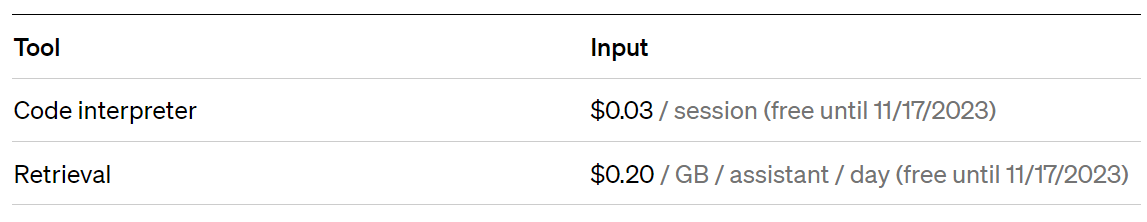 Tool Input
Code interpreter $0.03 / session (free until 11/17/2023)
Retrieval $0.20 / GB / assistant / day (free until 11/17/2023)